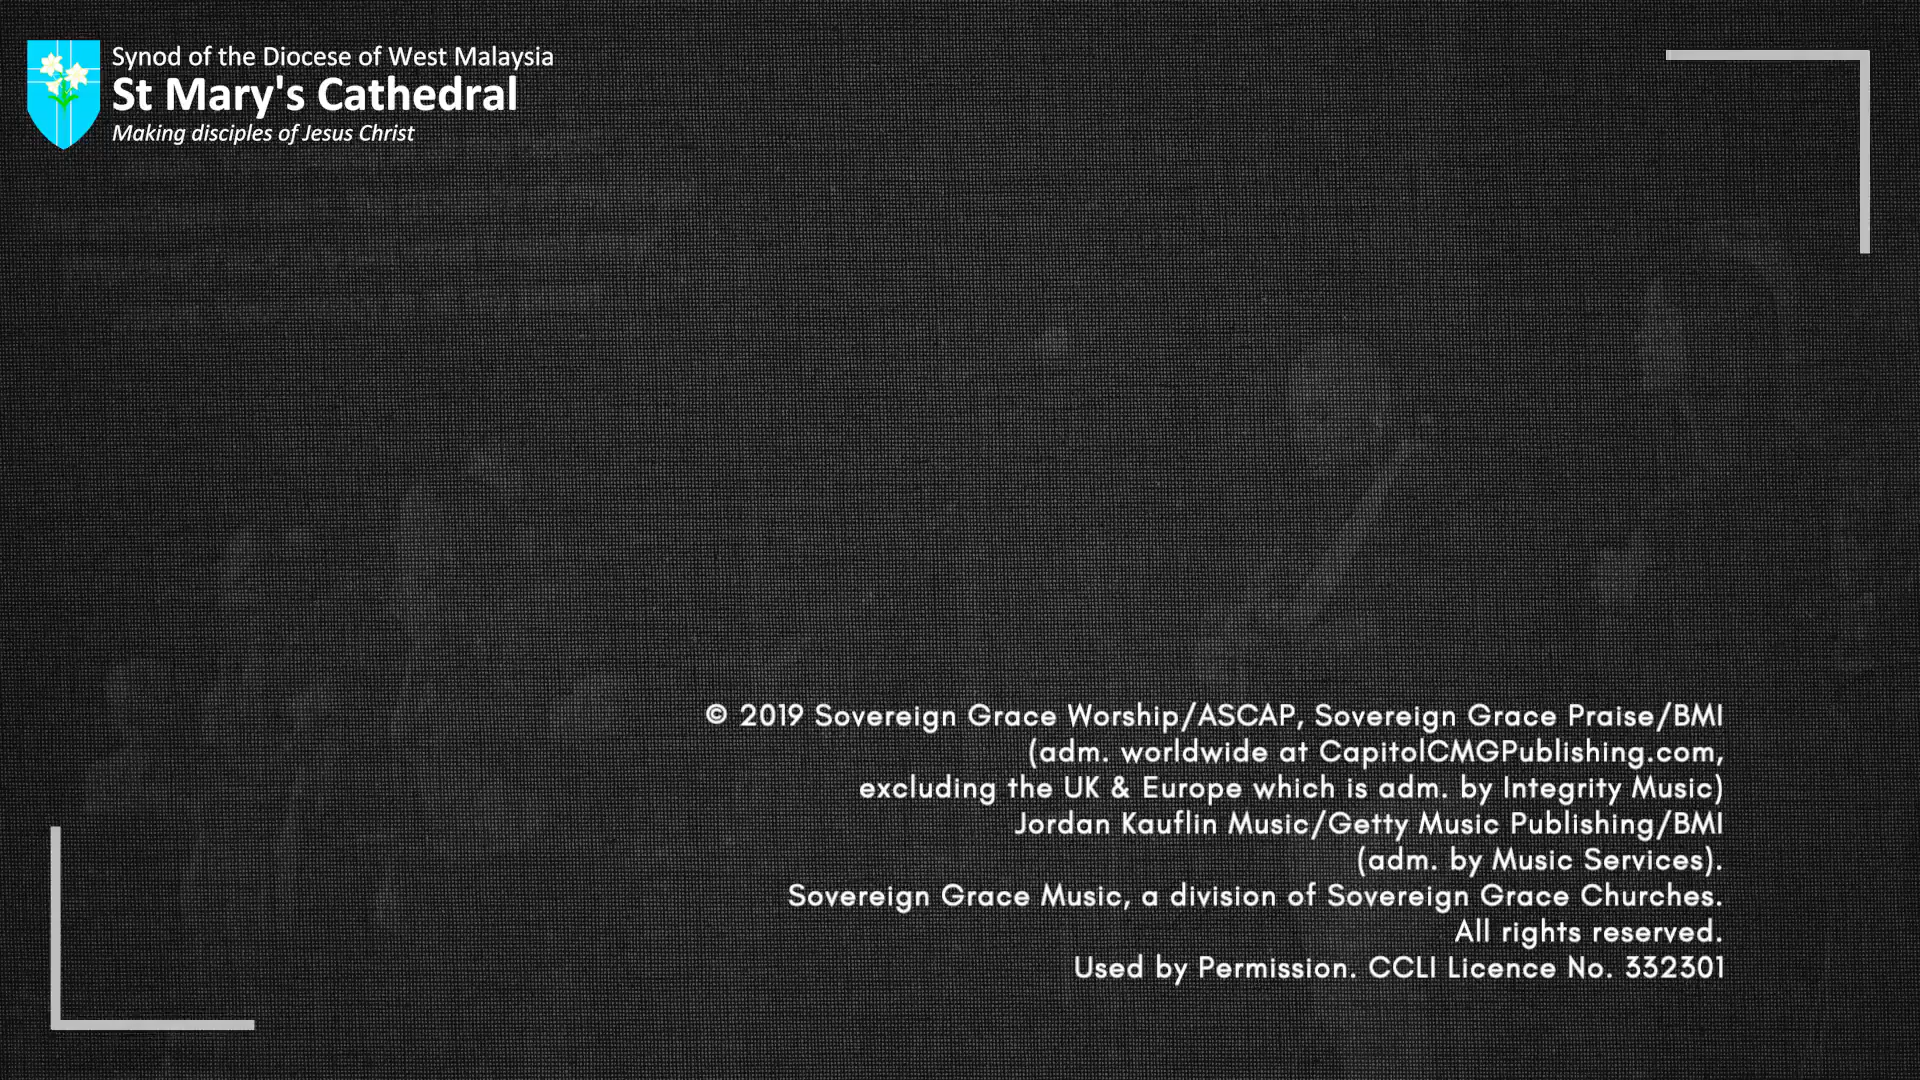 Synod of the Diocese of West Malaysia
St Mary's Cathedral
Making disciples of Jesus Christ
© 2019 Sovereign Grace Worship/ASCAP, Sovereign Grace Praise/BMI
(adm. worldwide at CapitolCMGPublishing.com,
excluding the UK & Europe which is adm. by Integrity Music)
Jordan Kauflin Music/Getty Music Publishing/BMI
(adm. by Music Services).
Sovereign Grace Music, a division of Sovereign Grace Churches.
All rights reserved.
Used by Permission. CCLI Licence No. 332301